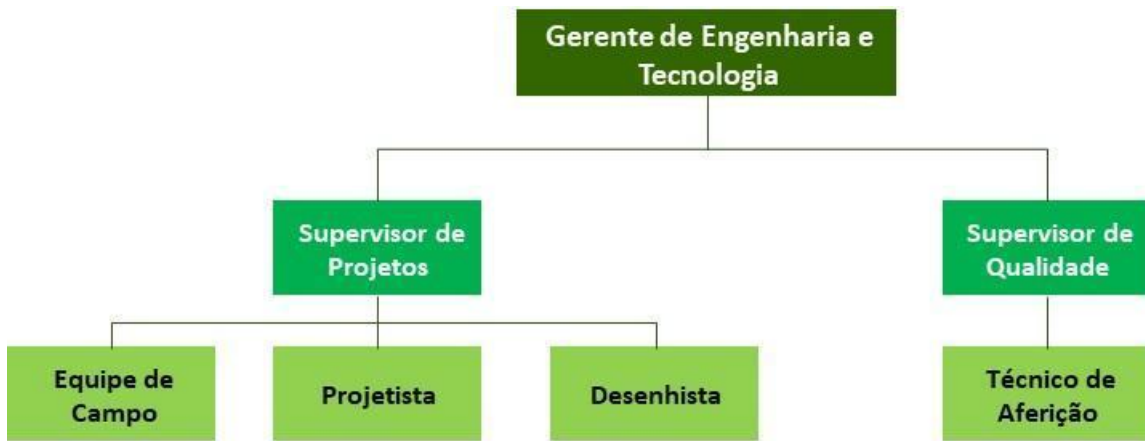 Gerente de Engenharia e
Tecnologia
Supervisor de
Projetos
Supervisor de
Qualidade
Equipe de
Campo
Projetista
Desenhista
Técnico de
Aferição